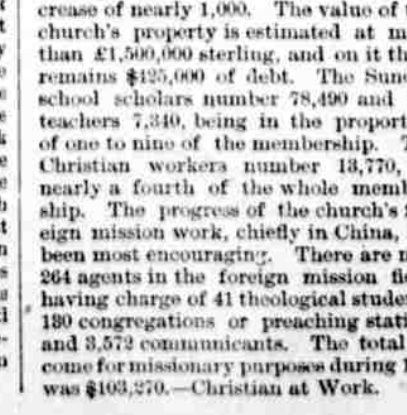 crease of nearly 1,000. The value of
church's property is estimated at m
than £1,500,000 sterling, and on it th
remains $425,000 of debt. The Sun
school scholars number 78,490 and
teachers 7,340, being in the proport
of one to nine of the membership.
Christian workers number 13,770,
nearly a fourth of the whole memb
ship. The progress of the church's
eign mission work, chiefly in China,
been most encouraging. There are n
264 agents in the foreign mission fie
having charge of 41 theological studen
130 congregations or preaching stati
and 3,572 communicants. The total
come for missionary purposes during 1
was $103,270.—Christian at Work.